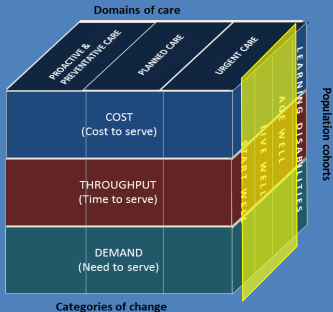 Domains of care
PROACTIVE &
PREVENTATIVE CARE
PLANNED CARE
URGENT CARE
COST
(Cost to serve)
THROUGHPUT
(Time to serve)
DEMAND
(Need to serve)
START WELL
LIVE WELL
AGE WELL
LEARNING DISABILITIES
Population cohorts
Categories of change